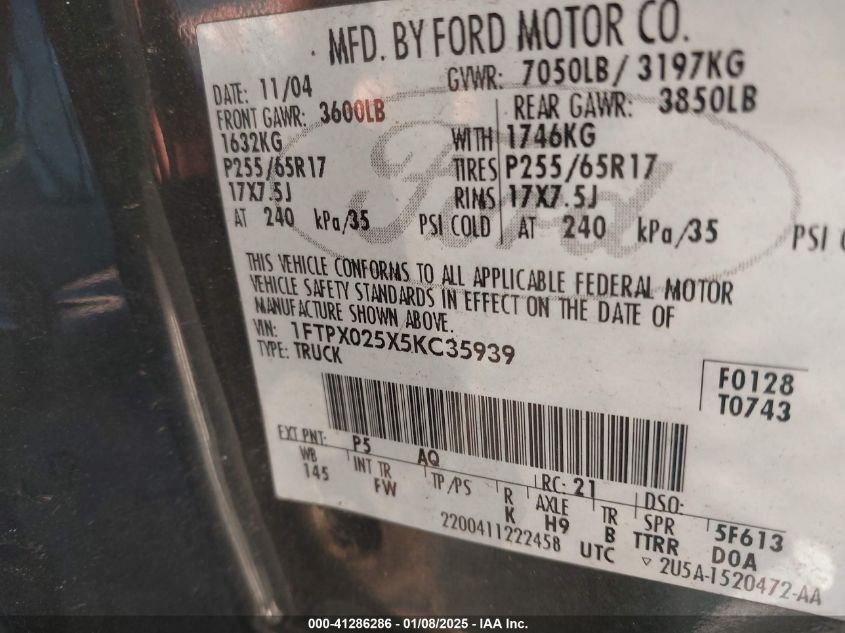 MFD. BY FORD MOTOR CO.
DATE: 11/04 GVWR: 7050LB / 3197KG
FRONT GAWR: 3600LB REAR GAWR: 3850LB
1632KG WITH 1746KG
P255/65R17 TIRES P255/65R17
17X7.5J RIMS 17X7.5J
AT 240 kPa/35 PSI COLD AT 240 kPa/35 PSI
Ford
THIS VEHICLE CONFORMS TO ALL APPLICABLE FEDERAL MOTOR
VEHICLE SAFETY STANDARDS IN EFFECT ON THE DATE OF
MANUFACTURE SHOWN ABOVE.
VIN: 1FTPX025X5KC35939
TYPE: TRUCK
F0128
T0743
EXT PNT: P5 AQ RC: 21 DSO:
WB INT TR TP/PS R AXLE TR SPR 5F613
145 FW K H9 B TTRR DOA
2200411222458 UTC ▽ 2U5A-1520472-AA
000-41286286 - 01/08/2025 - IAA Inc.